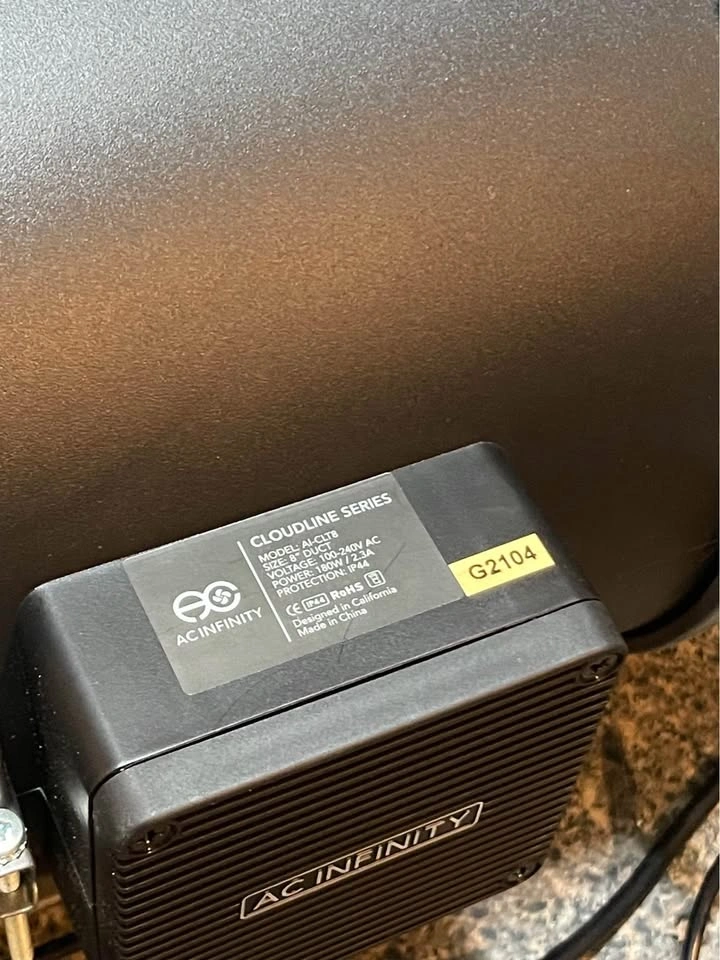 CLOUDLINE SERIES
MODEL: AI-CLT8
SIZE: 8" DUCT
VOLTAGE: 100-240V AC
POWER: 180W / 2.3A
PROTECTION: IP44
CE IP44 RoHS
Designed in California
Made in China
AC INFINITY
G2104
AC INFINITY